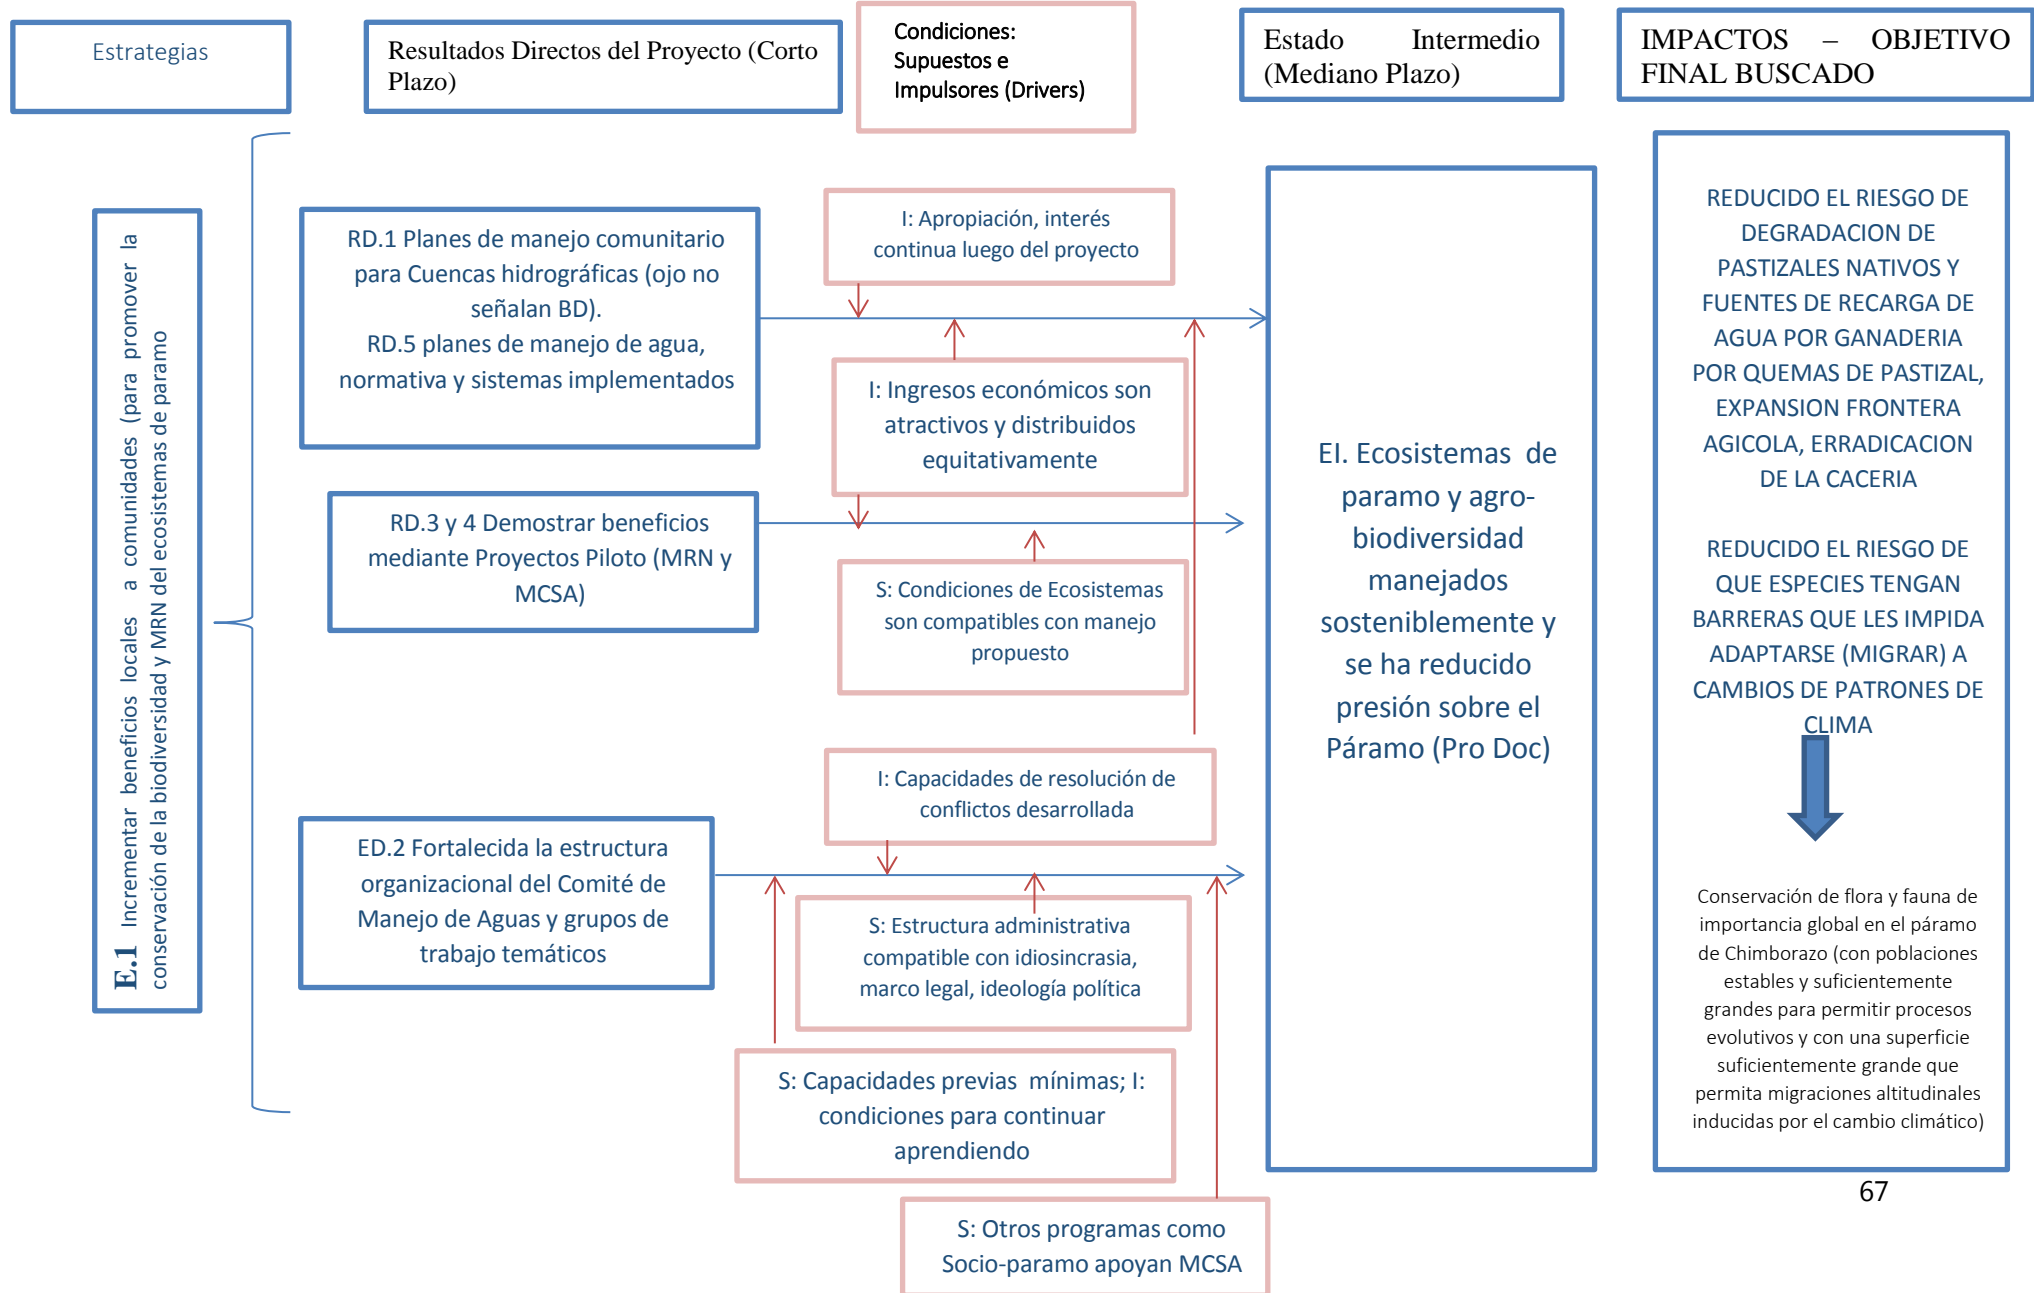 Estrategias
Resultados Directos del Proyecto (Corto
Plazo)
Condiciones:
Supuestos e
Impulsores (Drivers)
Estado Intermedio
(Mediano Plazo)
IMPACTOS – OBJETIVO
FINAL BUSCADO
E.1 Incrementar beneficios locales a comunidades (para promover la
conservación de la biodiversidad y MRN del ecosistemas de paramo
RD.1 Planes de manejo comunitario
para Cuencas hidrográficas (ojo no
señalan BD).
RD.5 planes de manejo de agua,
normativa y sistemas implementados
RD.3 y 4 Demostrar beneficios
mediante Proyectos Piloto (MRN y
MCSA)
ED.2 Fortalecida la estructura
organizacional del Comité de
Manejo de Aguas y grupos de
trabajo temáticos
I: Apropiación, interés
continua luego del proyecto
I: Ingresos económicos son
atractivos y distribuidos
equitativamente
S: Condiciones de Ecosistemas
son compatibles con manejo
propuesto
I: Capacidades de resolución de
conflictos desarrollada
S: Estructura administrativa
compatible con idiosincrasia,
marco legal, ideología política
S: Capacidades previas mínimas; I:
condiciones para continuar
aprendiendo
S: Otros programas como
Socio-paramo apoyan MCSA
EI. Ecosistemas de
paramo y agro-
biodiversidad
manejados
sosteniblemente y
se ha reducido
presión sobre el
Páramo (Pro Doc)
REDUCIDO EL RIESGO DE
DEGRADACION DE
PASTIZALES NATIVOS Y
FUENTES DE RECARGA DE
AGUA POR GANADERIA
POR QUEMAS DE PASTIZAL,
EXPANSION FRONTERA
AGICOLA, ERRADICACION
DE LA CACERIA
REDUCIDO EL RIESGO DE
QUE ESPECIES TENGAN
BARRERAS QUE LES IMPIDA
ADAPTARSE (MIGRAR) A
CAMBIOS DE PATRONES DE
CLIMA
Conservación de flora y fauna de
importancia global en el páramo
de Chimborazo (con poblaciones
estables y suficientemente
grandes para permitir procesos
evolutivos y con una superficie
suficientemente grande que
permita migraciones altitudinales
inducidas por el cambio climático)
67